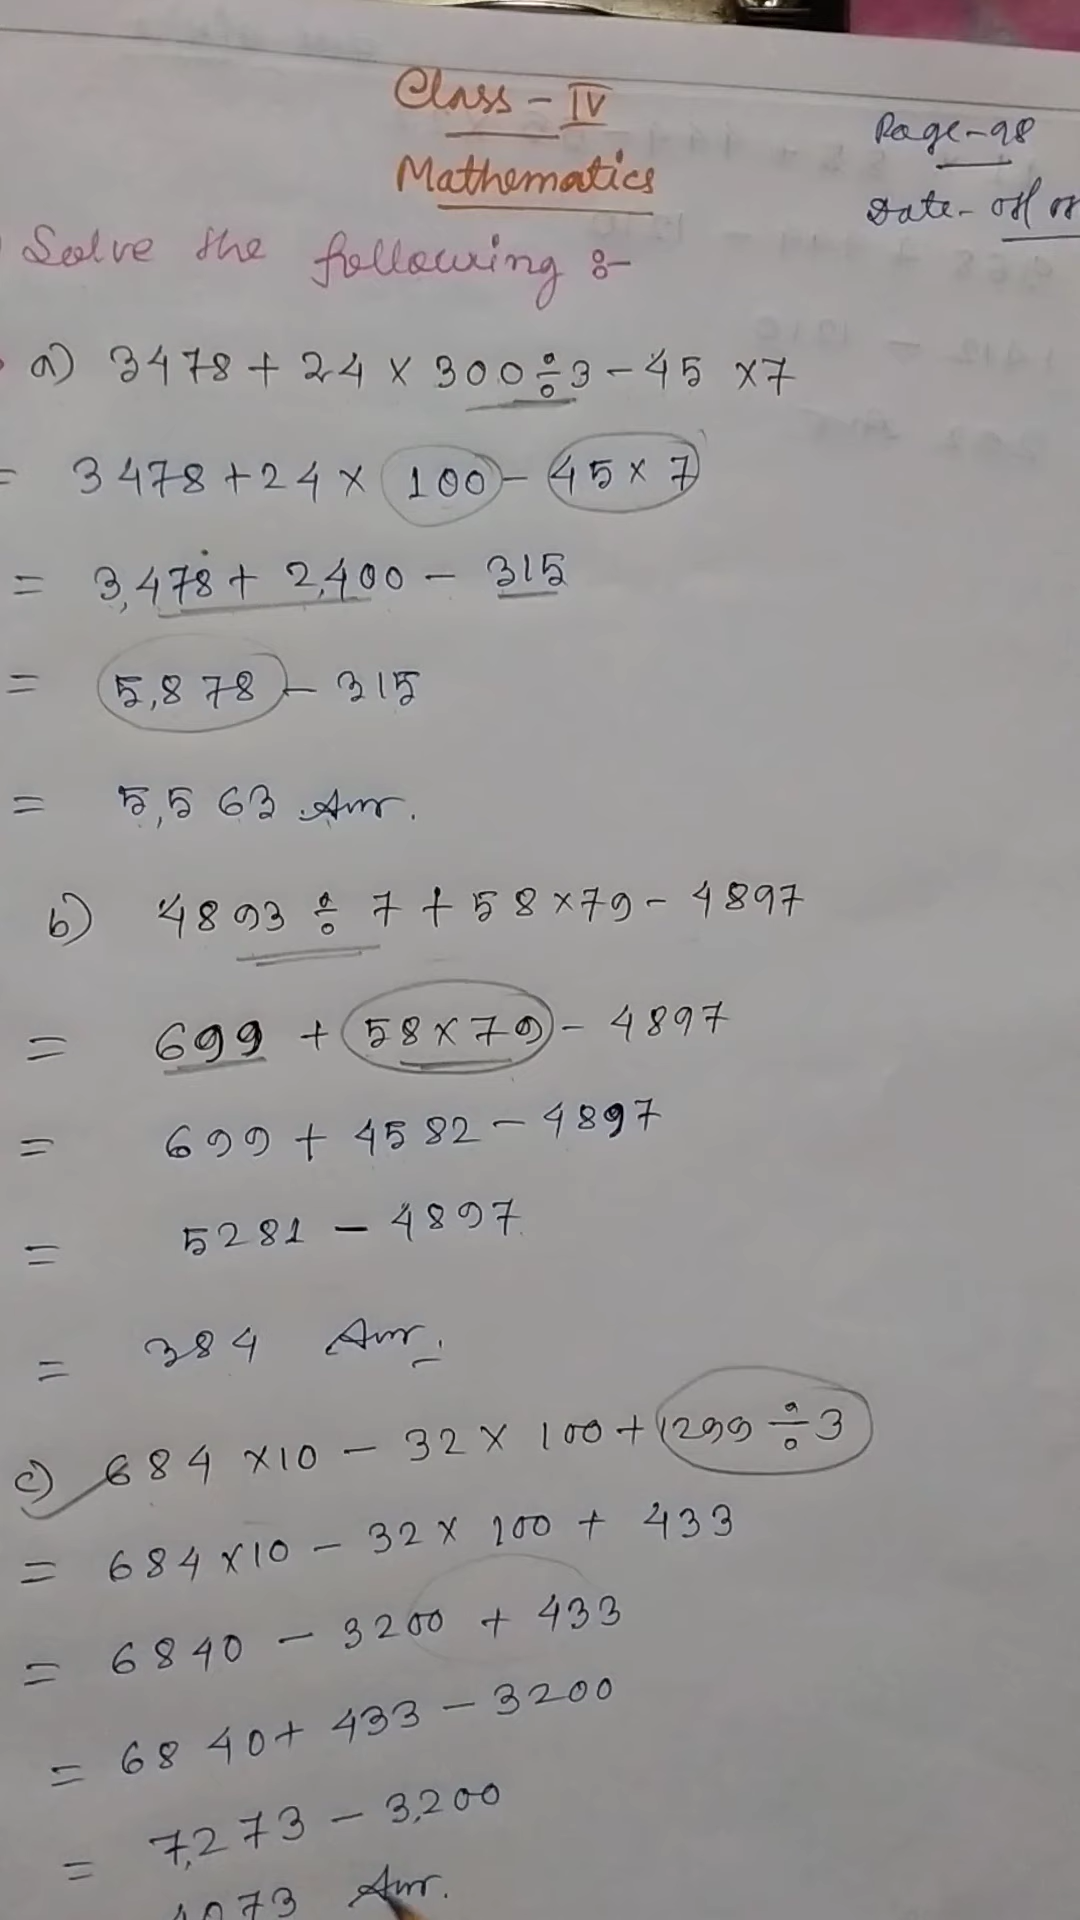 Class - IV
Mathematics
Page - 98
Date -
Solve the following :-
a) 3478 + 24 × 300 ÷ 3 - 45 × 7
= 3478 + 24 × 100 - 45 × 7
= 3,478 + 2,400 - 315
= 5,878 - 315
= 5,563 Ans.
b) 4893 ÷ 7 + 58 × 79 - 4897
= 699 + 58 × 79 - 4897
= 699 + 4582 - 4897
= 5281 - 4897
= 384 Ans.
c) 684 × 10 - 32 × 100 + 1299 ÷ 3
= 684 × 10 - 32 × 100 + 433
= 6840 - 3200 + 433
= 6840 + 433 - 3200
= 7,273 - 3,200
4073 Ans.